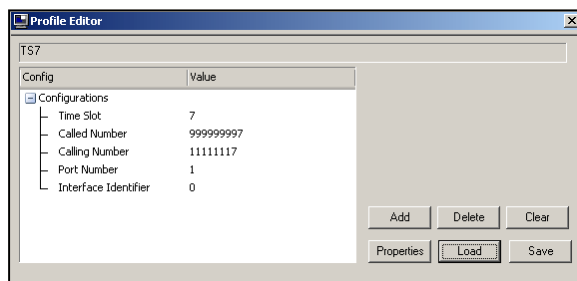 Profile Editor
TS7
Config Value
Configurations
Time Slot 7
Called Number 999999997
Calling Number 11111117
Port Number 1
Interface Identifier 0
Add Delete Clear
Properties Load Save